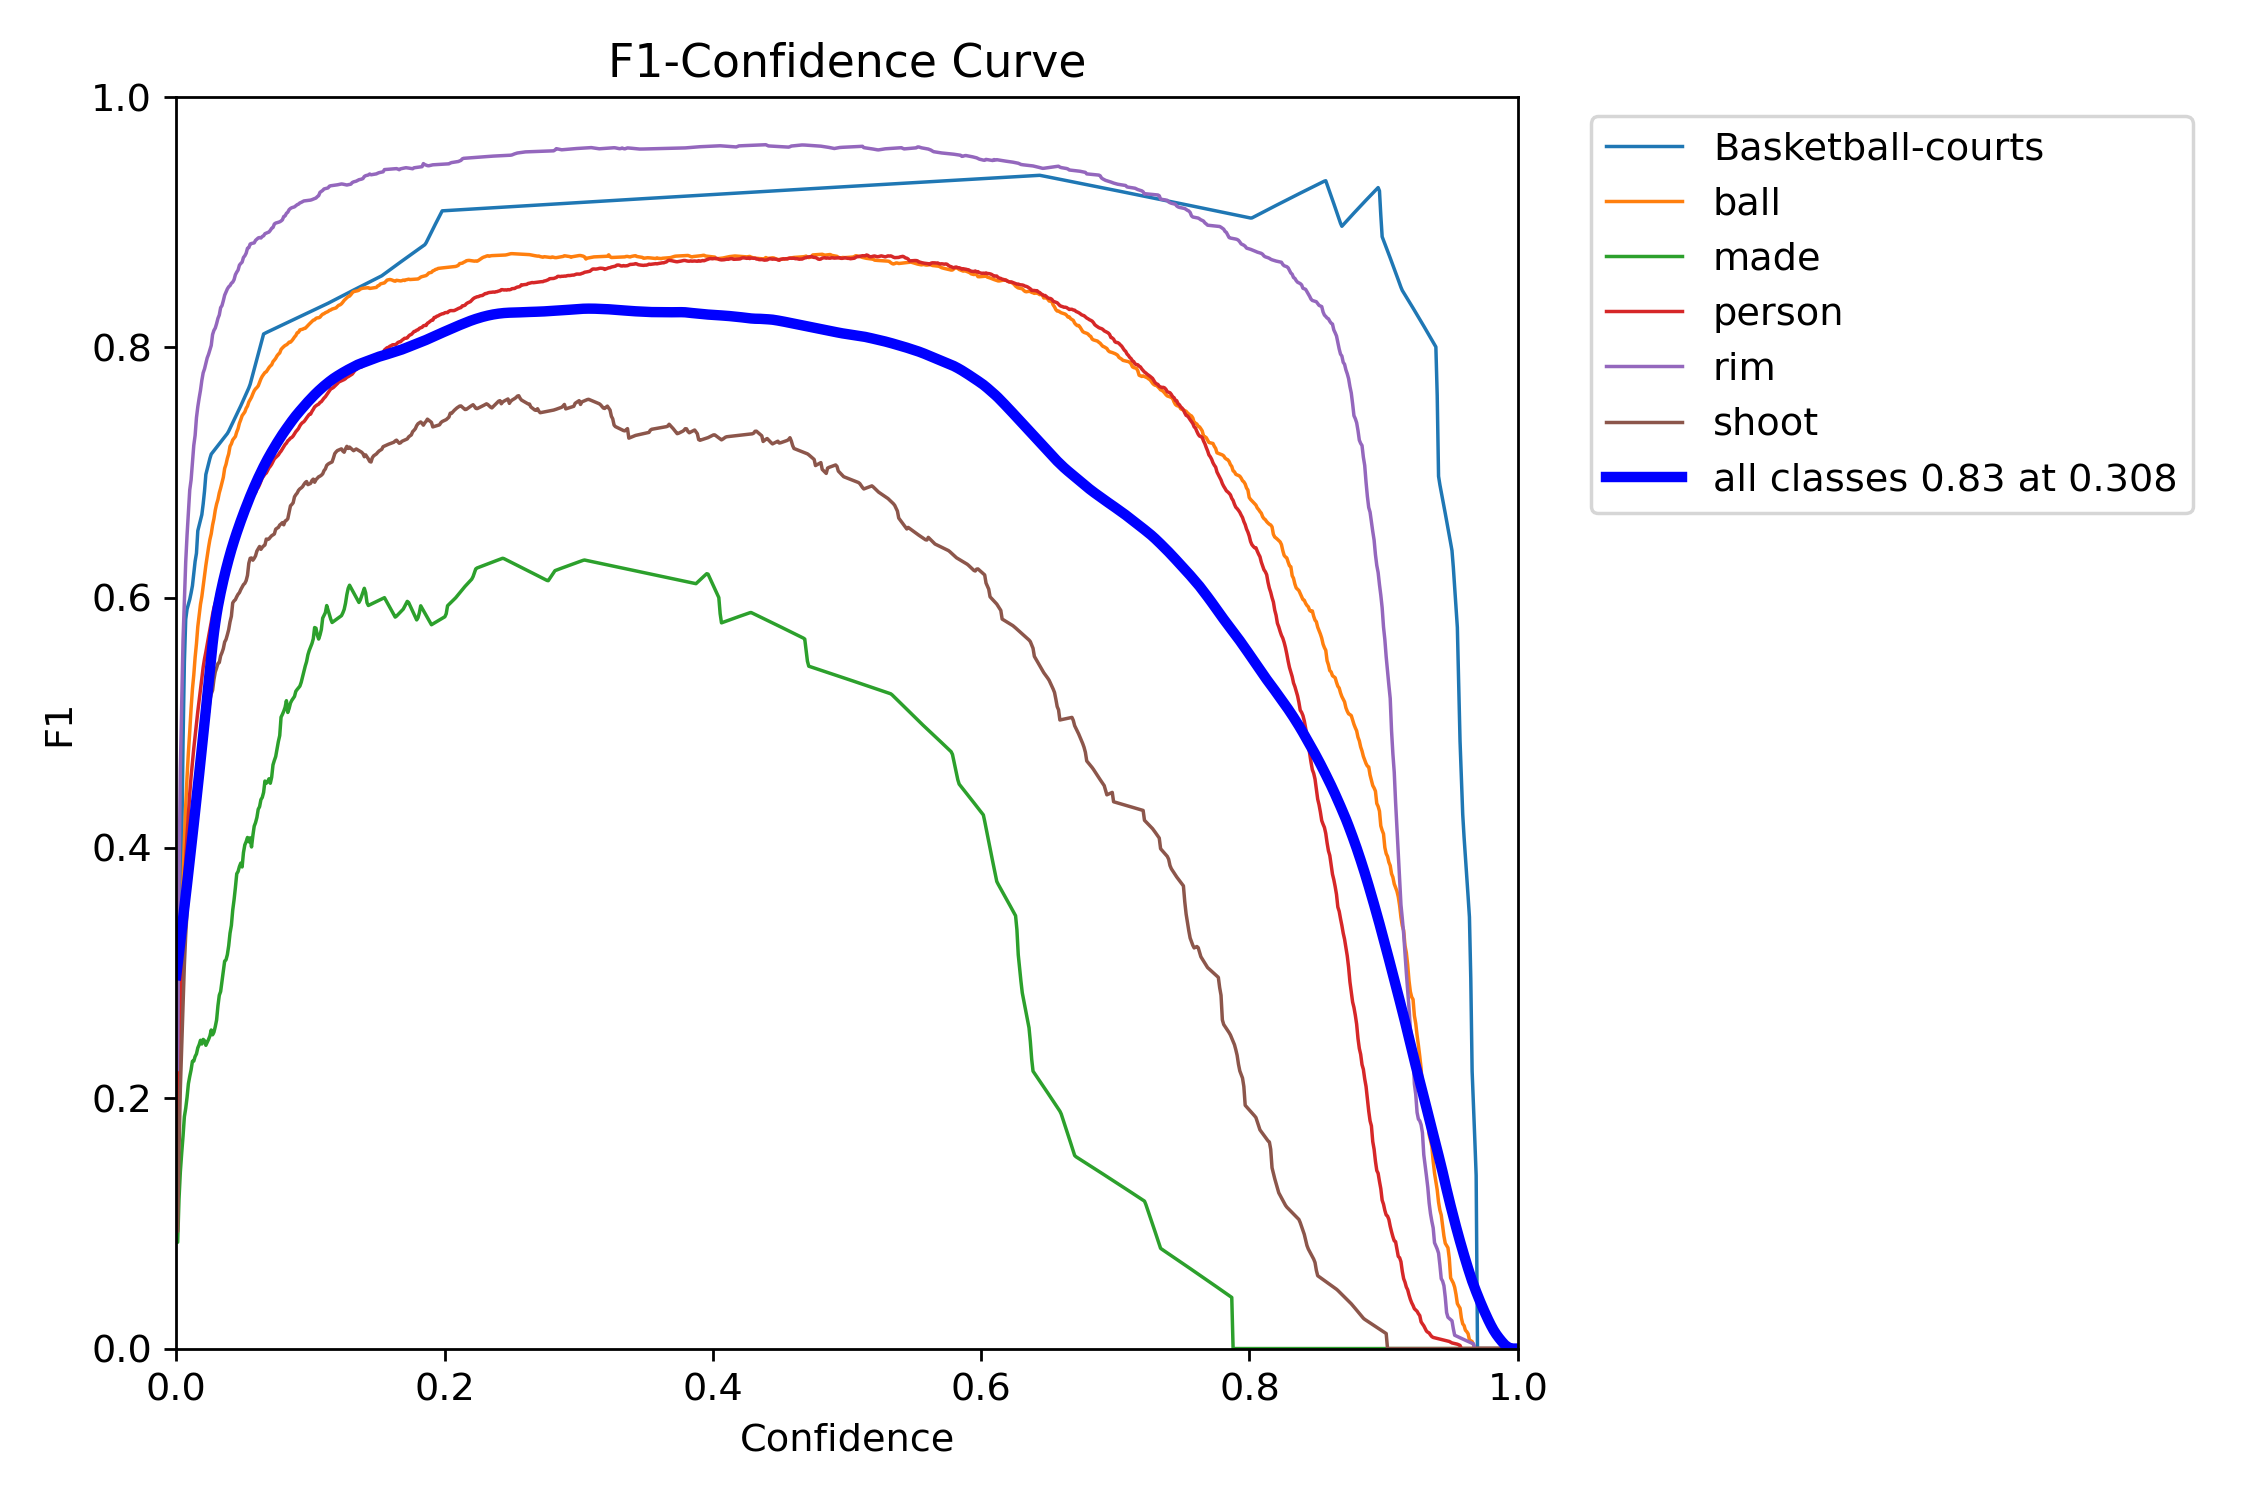 F1-Confidence Curve
1.0
0.8
0.6
0.4
0.2
0.0
F1
0.0 0.2 0.4 0.6 0.8 1.0
Confidence
Basketball-courts
ball
made
person
rim
shoot
all classes 0.83 at 0.308